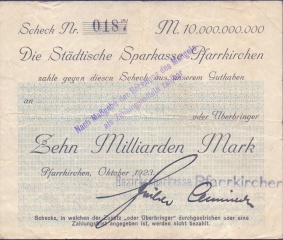 Scheck Nr. 0187 M. 10.000.000.000
Die Städtische Sparkasse Pfarrkirchen
zahle gegen diesen Scheck aus unserem Guthaben
an
oder Überbringer
Zehn Milliarden Mark
Pfarrkirchen, Oktober 1923.
Bezirkssparkasse Pfarrkirchen
Schecks, in welchen der Zusatz „oder Überbringer" durchgestrichen oder eine
Zahlungsfrist angegeben ist, werden nicht bezahlt.